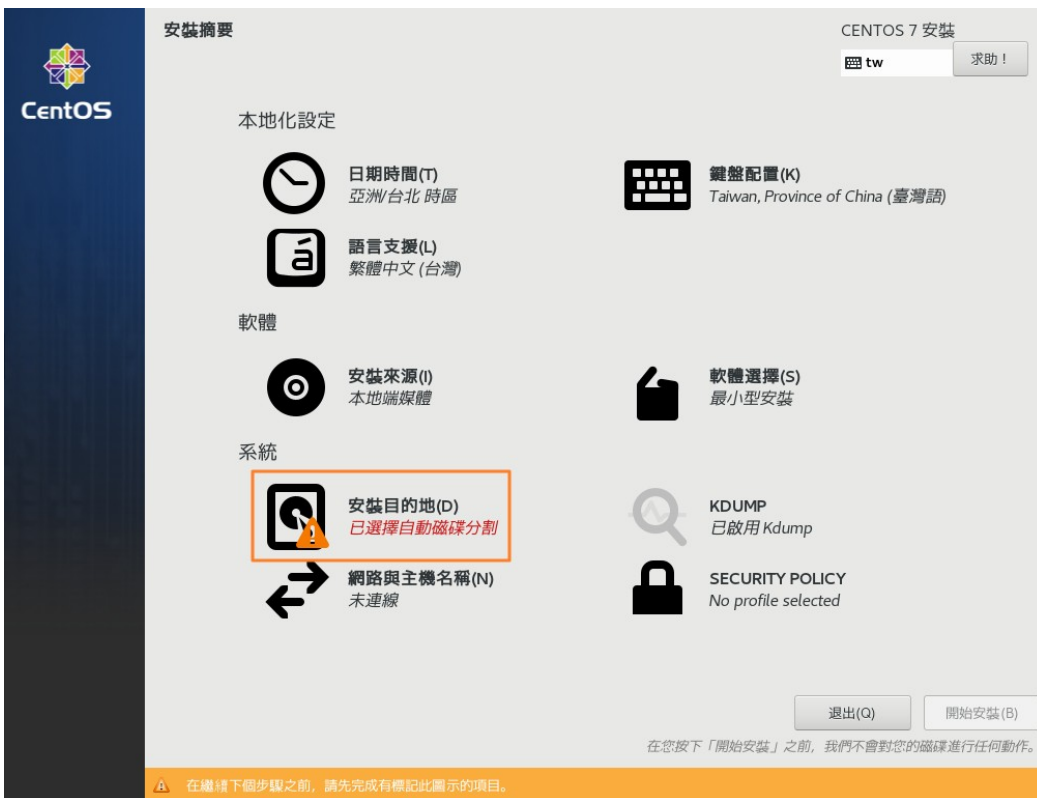 安裝摘要
CENTOS 7 安裝
tw
求助！
CentOS
本地化設定
日期時間(T)
亞洲/台北 時區
鍵盤配置(K)
Taiwan, Province of China (臺灣語)
á
語言支援(L)
繁體中文 (台灣)
軟體
安裝來源(I)
本地端媒體
軟體選擇(S)
最小型安裝
系統
安裝目的地(D)
已選擇自動磁碟分割
KDUMP
已啟用 Kdump
網路與主機名稱(N)
未連線
SECURITY POLICY
No profile selected
退出(Q)
開始安裝(B)
在您按下「開始安裝」之前，我們不會對您的磁碟進行任何動作。
在繼續下個步驟之前，請先完成有標記此圖示的項目。